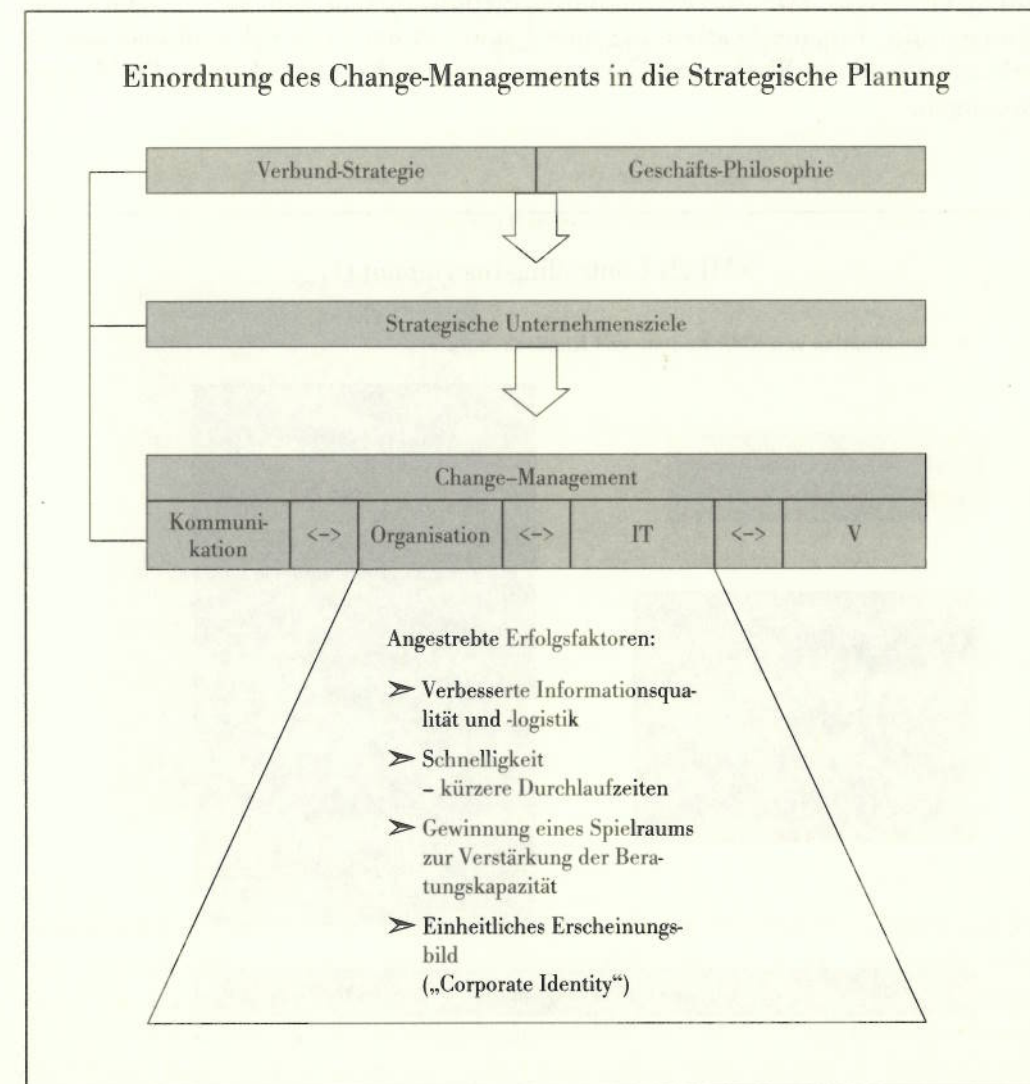 Einordnung des Change-Managements in die Strategische Planung
Verbund-Strategie
Geschäfts-Philosophie
Strategische Unternehmensziele
Change–Management
Kommuni-
kation
<–>
Organisation
<–>
IT
<–>
V
Angestrebte Erfolgsfaktoren:
➢ Verbesserte Informationsqua-
lität und -logistik
➢ Schnelligkeit
– kürzere Durchlaufzeiten
➢ Gewinnung eines Spielraums
zur Verstärkung der Bera-
tungskapazität
➢ Einheitliches Erscheinungs-
bild
(„Corporate Identity“)